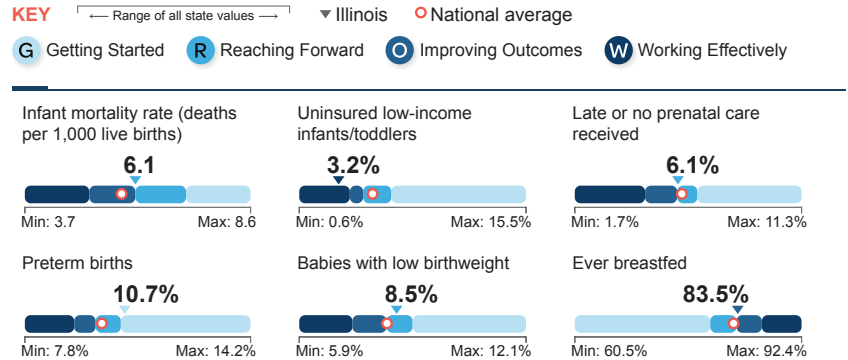 KEY Range of all state values Illinois National average
G Getting Started R Reaching Forward O Improving Outcomes W Working Effectively
Infant mortality rate (deaths
per 1,000 live births)
6.1
Min: 3.7 Max: 8.6
Uninsured low-income
infants/toddlers
3.2%
Min: 0.6% Max: 15.5%
Late or no prenatal care
received
6.1%
Min: 1.7% Max: 11.3%
Preterm births
10.7%
Min: 7.8% Max: 14.2%
Babies with low birthweight
8.5%
Min: 5.9% Max: 12.1%
Ever breastfed
83.5%
Min: 60.5% Max: 92.4%